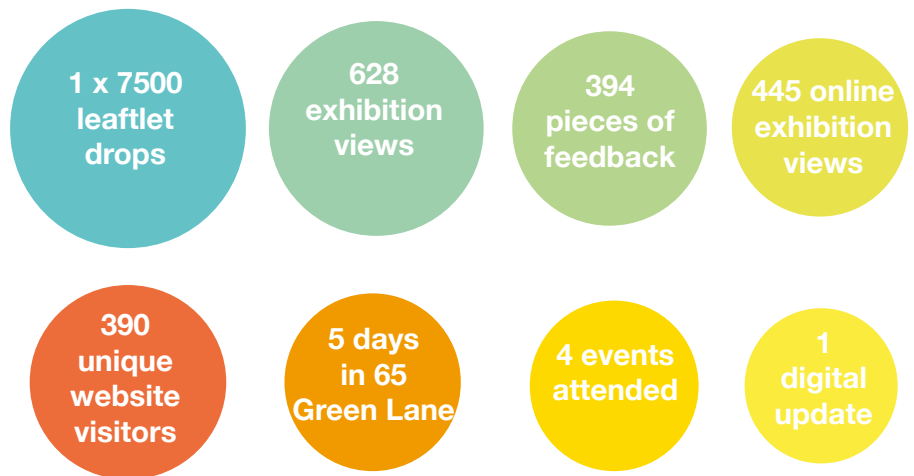 1 x 7500
leaftlet
drops
628
exhibition
views
394
pieces of
feedback
445 online
exhibition
views
390
unique
website
visitors
5 days
in 65
Green Lane
4 events
attended
1
digital
update